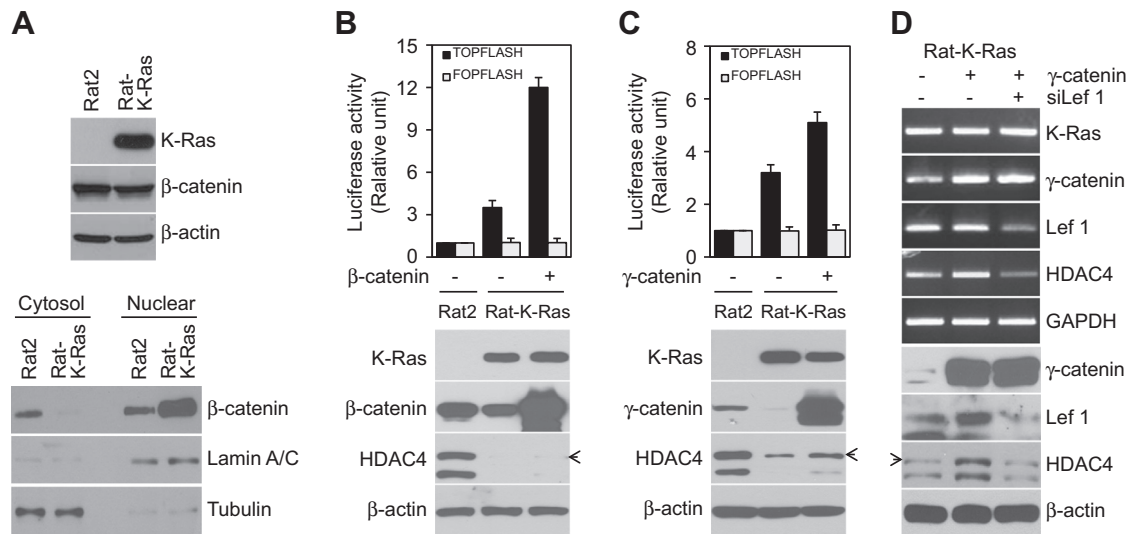 A
Rat2
Rat-
K-Ras
K-Ras
β-catenin
β-actin
Cytosol
Nuclear
Rat2
Rat-
K-Ras
Rat2
Rat-
K-Ras
β-catenin
Lamin A/C
Tubulin
B
Luciferase activity
(Ralative unit)
15
12
9
6
3
0
TOPFLASH
FOPFLASH
β-catenin - - +
Rat2 Rat-K-Ras
K-Ras
β-catenin
HDAC4
β-actin
C
Luciferase activity
(Ralative unit)
8
6
4
2
0
TOPFLASH
FOPFLASH
γ-catenin - - +
Rat2 Rat-K-Ras
K-Ras
γ-catenin
HDAC4
β-actin
D
Rat-K-Ras
- + + γ-catenin
- - + siLef 1
K-Ras
γ-catenin
Lef 1
HDAC4
GAPDH
γ-catenin
Lef 1
HDAC4
β-actin